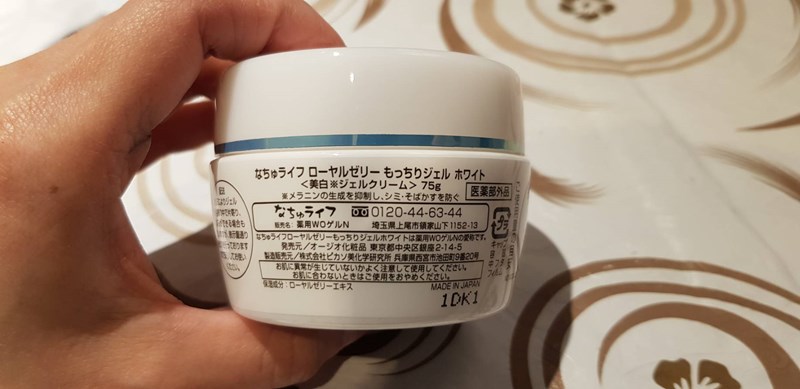 なちゅライフ ローヤルゼリー もっちりジェル ホワイト
<美白※ジェルクリーム> 75g
医薬部外品
※メラニンの生成を抑制し、シミ・そばかすを防ぐ
なちゅライフ 0120-44-63-44
販売名：薬用WOゲルN 埼玉県上尾市領家山下1152-13
なちゅライフローヤルゼリーもっちりジェルホワイトは薬用WOゲルNの愛称です。
発売元／オージオ化粧品 東京都中央区銀座2-14-5
製造販売元／株式会社ピカソ美化学研究所 兵庫県西宮市池田町9番20号
お肌に異常が生じていないかよく注意して使用してください。
お肌に合わないときはご使用をおやめください。
保湿成分：ローヤルゼリーエキス
MADE IN JAPAN
1DK1
プラ